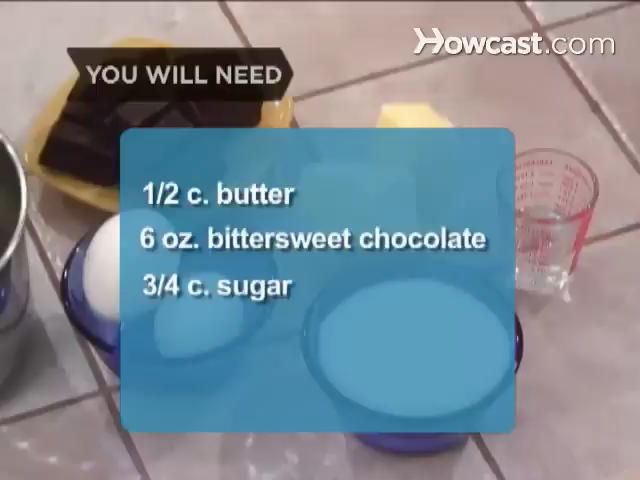 Howcast.com
YOU WILL NEED
1/2 c. butter
6 oz. bittersweet chocolate
3/4 c. sugar